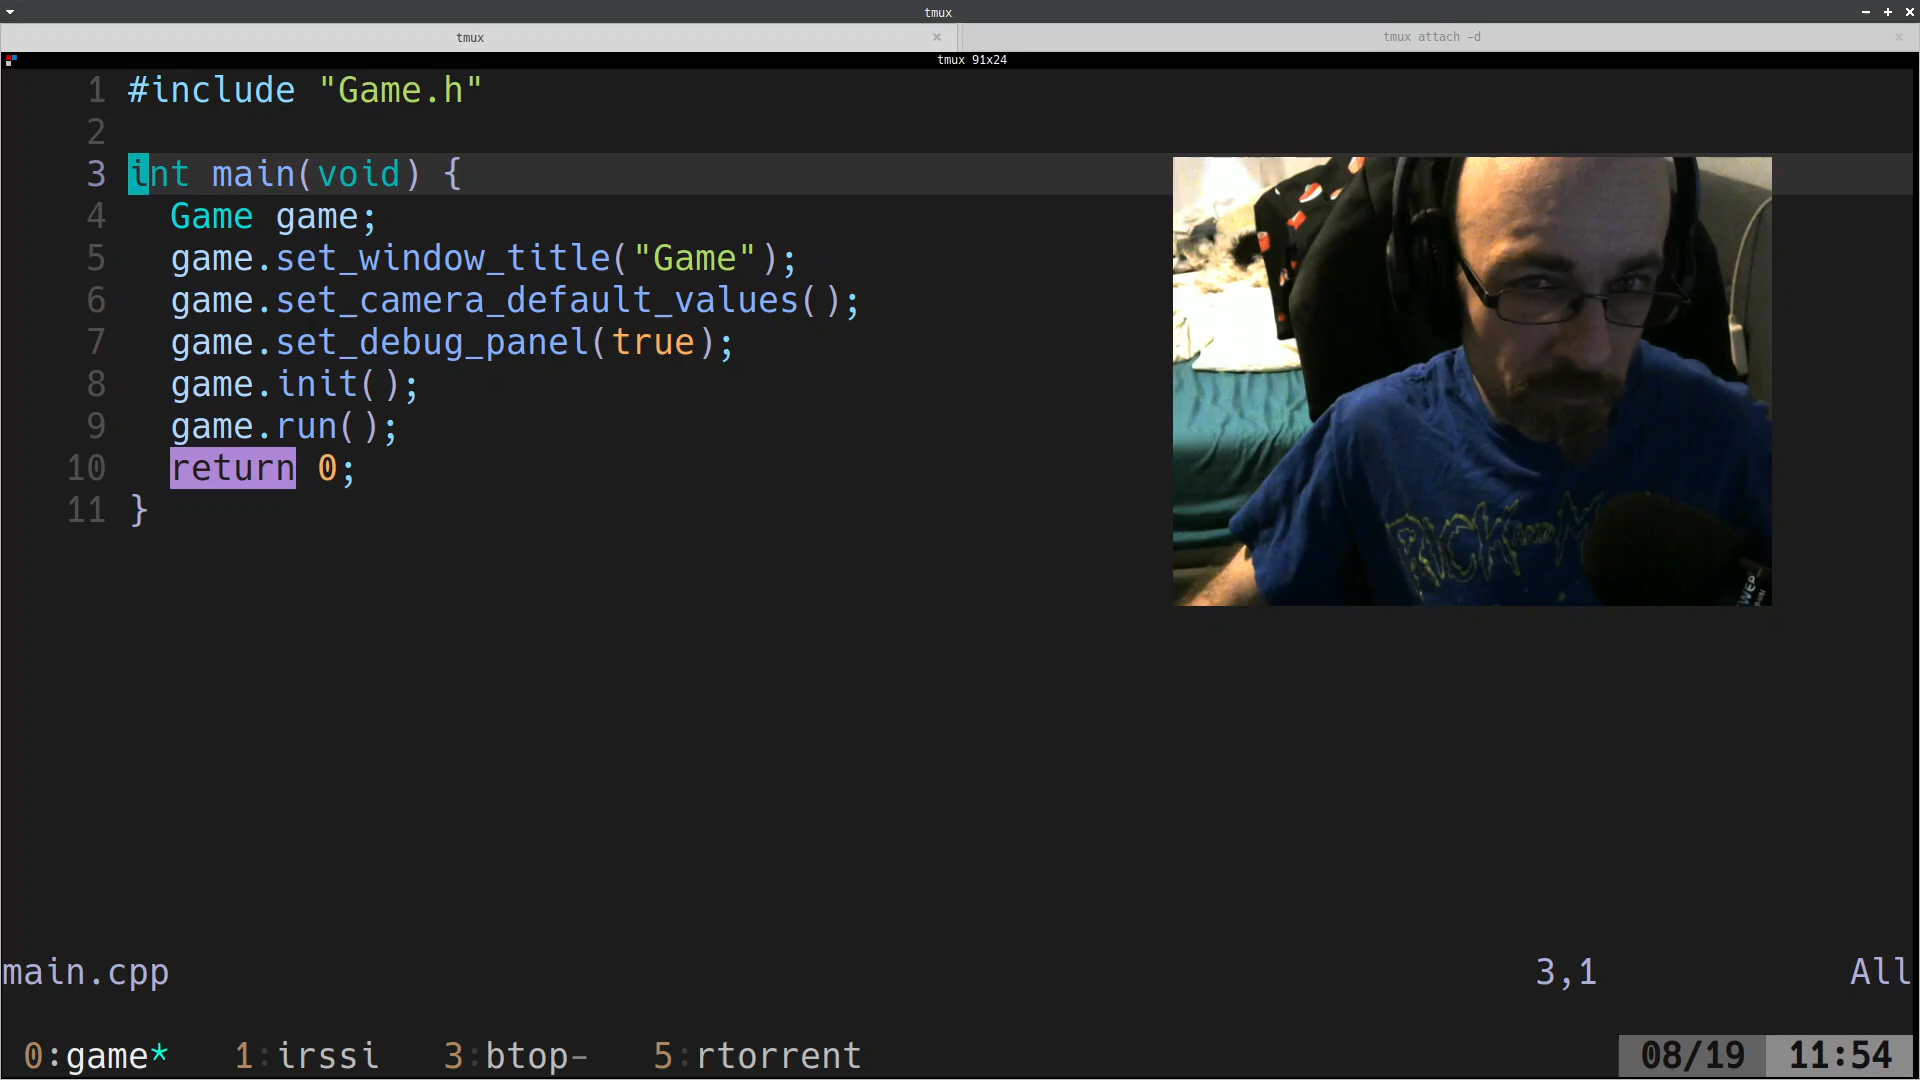 tmux
tmux
tmux attach -d
tmux 91x24
1 #include "Game.h"
2
3 int main(void) {
4 Game game;
5 game.set_window_title("Game");
6 game.set_camera_default_values();
7 game.set_debug_panel(true);
8 game.init();
9 game.run();
10 return 0;
11 }
RICK AND M
main.cpp 3,1 All
0:game* 1:irssi 3:btop- 5:rtorrent 08/19 11:54